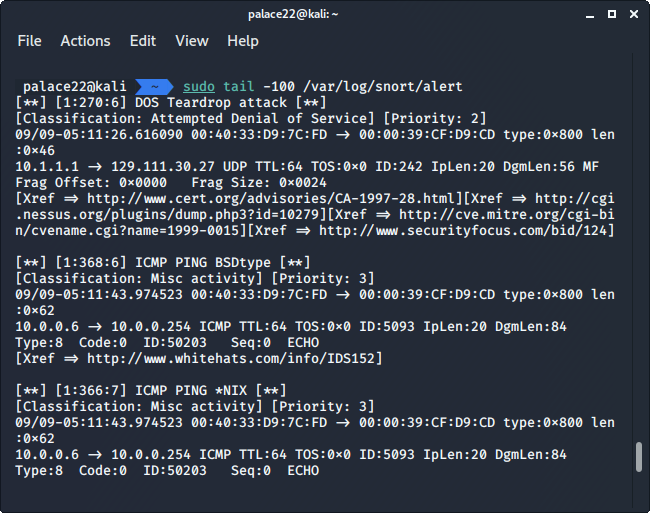 palace22@kali: ~
File Actions Edit View Help
palace22@kali ~ sudo tail -100 /var/log/snort/alert
[**] [1:270:6] DOS Teardrop attack [**]
[Classification: Attempted Denial of Service] [Priority: 2]
09/09-05:11:26.616090 00:40:33:D9:7C:FD -> 00:00:39:CF:D9:CD type:0×800 len
:0×46
10.1.1.1 -> 129.111.30.27 UDP TTL:64 TOS:0×0 ID:242 IpLen:20 DgmLen:56 MF
Frag Offset: 0×0000   Frag Size: 0×0024
[Xref => http://www.cert.org/advisories/CA-1997-28.html][Xref => http://cgi
.nessus.org/plugins/dump.php3?id=10279][Xref => http://cve.mitre.org/cgi-bi
n/cvename.cgi?name=1999-0015][Xref => http://www.securityfocus.com/bid/124]
[**] [1:368:6] ICMP PING BSDtype [**]
[Classification: Misc activity] [Priority: 3]
09/09-05:11:43.974523 00:40:33:D9:7C:FD -> 00:00:39:CF:D9:CD type:0×800 len
:0×62
10.0.0.6 -> 10.0.0.254 ICMP TTL:64 TOS:0×0 ID:5093 IpLen:20 DgmLen:84
Type:8  Code:0  ID:50203   Seq:0  ECHO
[Xref => http://www.whitehats.com/info/IDS152]
[**] [1:366:7] ICMP PING *NIX [**]
[Classification: Misc activity] [Priority: 3]
09/09-05:11:43.974523 00:40:33:D9:7C:FD -> 00:00:39:CF:D9:CD type:0×800 len
:0×62
10.0.0.6 -> 10.0.0.254 ICMP TTL:64 TOS:0×0 ID:5093 IpLen:20 DgmLen:84
Type:8  Code:0  ID:50203   Seq:0  ECHO